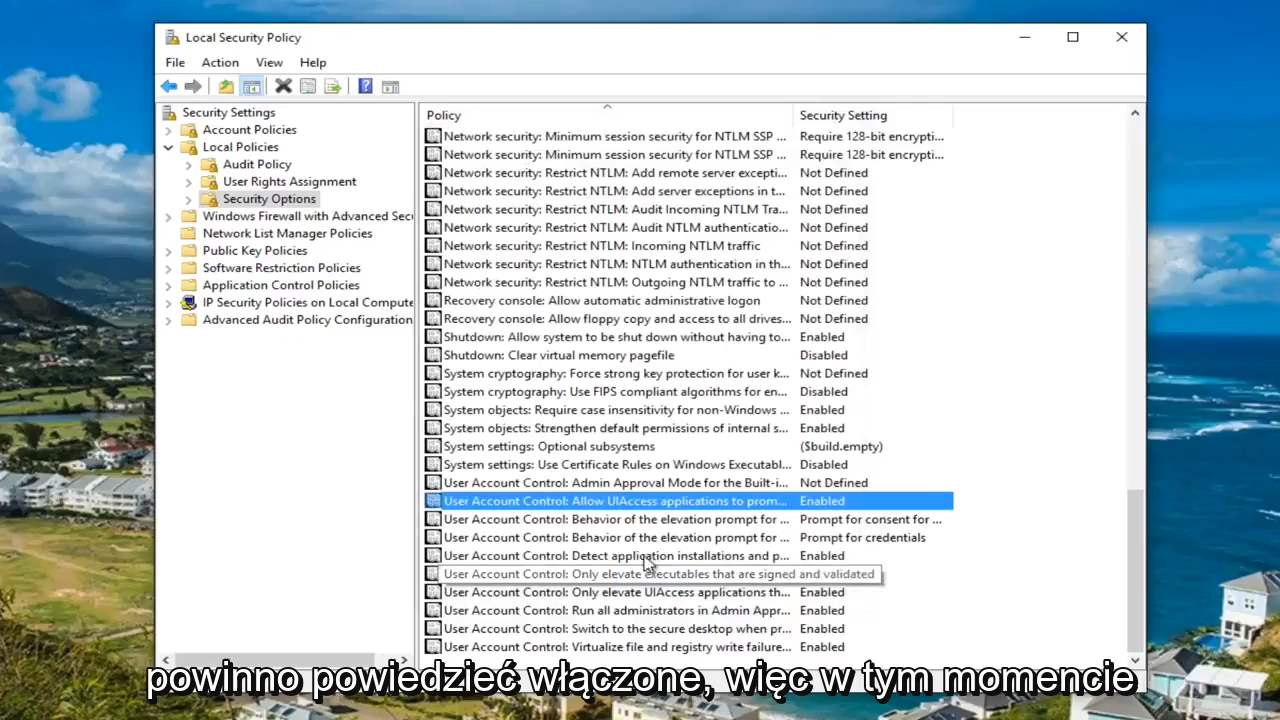 Local Security Policy
File Action View Help
Security Settings
Account Policies
Local Policies
Audit Policy
User Rights Assignment
Security Options
Windows Firewall with Advanced Secu
Network List Manager Policies
Public Key Policies
Software Restriction Policies
Application Control Policies
IP Security Policies on Local Compute
Advanced Audit Policy Configuration
Policy Security Setting
Network security: Minimum session security for NTLM SSP ... Require 128-bit encrypti...
Network security: Minimum session security for NTLM SSP ... Require 128-bit encrypti...
Network security: Restrict NTLM: Add remote server excepti... Not Defined
Network security: Restrict NTLM: Add server exceptions in t... Not Defined
Network security: Restrict NTLM: Audit Incoming NTLM Tra... Not Defined
Network security: Restrict NTLM: Audit NTLM authenticatio... Not Defined
Network security: Restrict NTLM: Incoming NTLM traffic Not Defined
Network security: Restrict NTLM: NTLM authentication in th... Not Defined
Network security: Restrict NTLM: Outgoing NTLM traffic to ... Not Defined
Recovery console: Allow automatic administrative logon Not Defined
Recovery console: Allow floppy copy and access to all drives... Not Defined
Shutdown: Allow system to be shut down without having to... Enabled
Shutdown: Clear virtual memory pagefile Disabled
System cryptography: Force strong key protection for user k... Not Defined
System cryptography: Use FIPS compliant algorithms for en... Disabled
System objects: Require case insensitivity for non-Windows ... Enabled
System objects: Strengthen default permissions of internal s... Enabled
System settings: Optional subsystems ($build.empty)
System settings: Use Certificate Rules on Windows Executabl... Disabled
User Account Control: Admin Approval Mode for the Built-i... Not Defined
User Account Control: Allow UIAccess applications to prom... Enabled
User Account Control: Behavior of the elevation prompt for ... Prompt for consent for ...
User Account Control: Behavior of the elevation prompt for ... Prompt for credentials
User Account Control: Detect application installations and p... Enabled
User Account Control: Only elevate executables that are signed and validated
User Account Control: Only elevate UIAccess applications th... Enabled
User Account Control: Run all administrators in Admin Appr... Enabled
User Account Control: Switch to the secure desktop when pr... Enabled
User Account Control: Virtualize file and registry write failure... Enabled
powinno powiedzieć włączone, więc w tym momencie